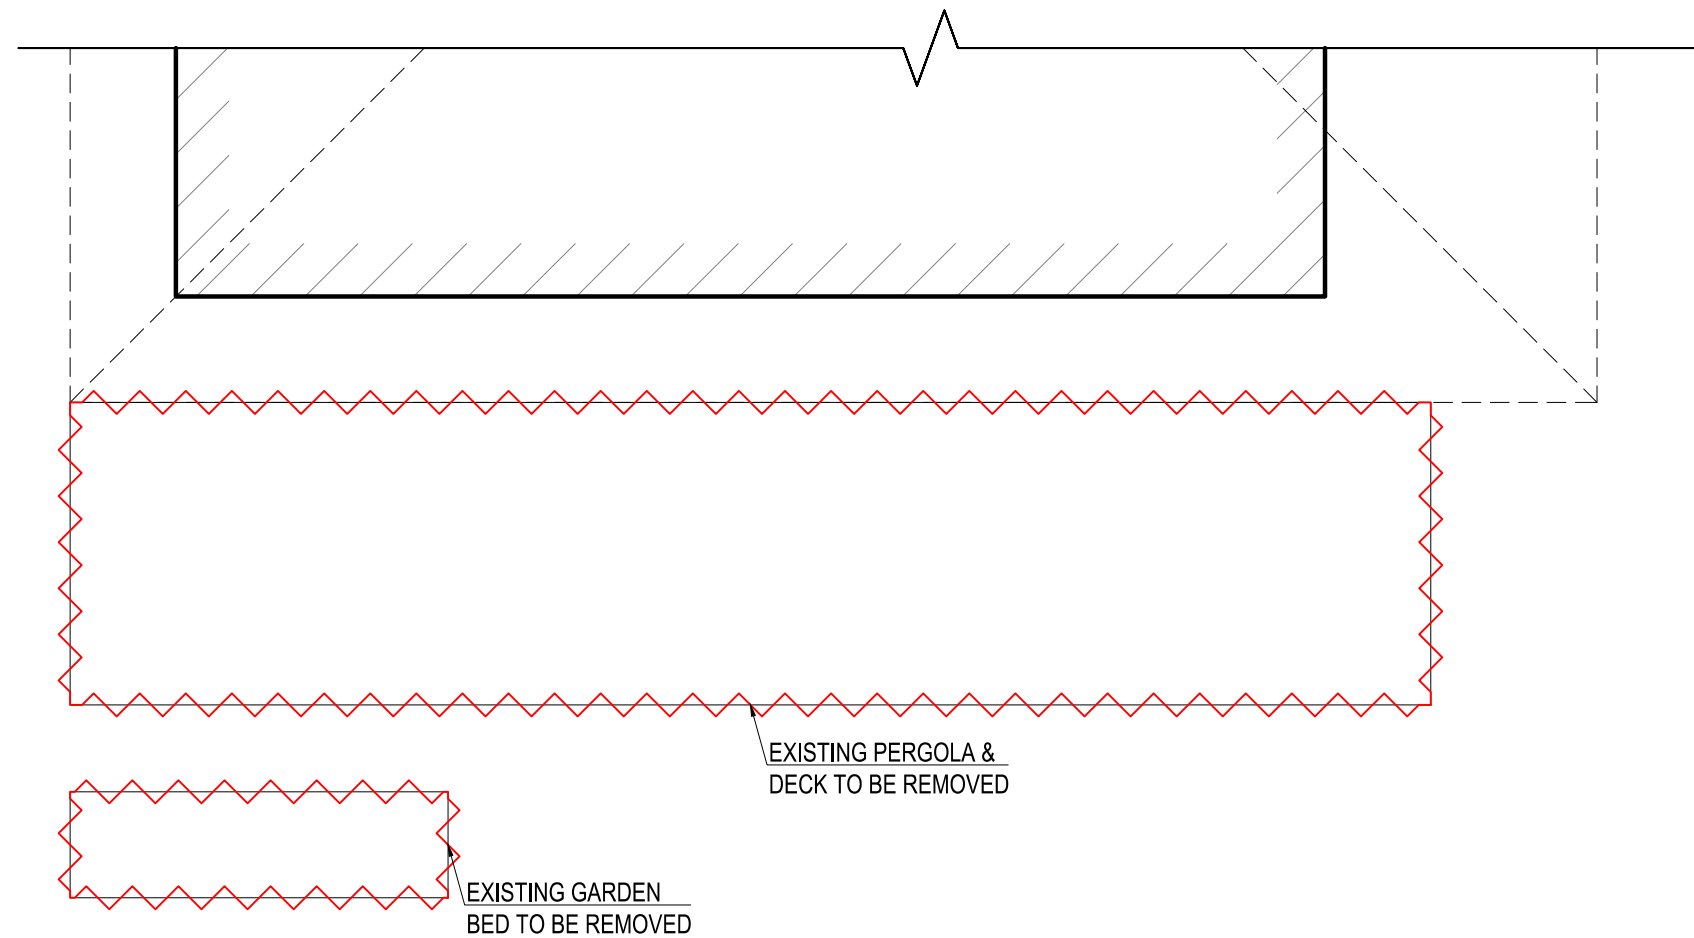 EXISTING PERGOLA &
DECK TO BE REMOVED
EXISTING GARDEN
BED TO BE REMOVED